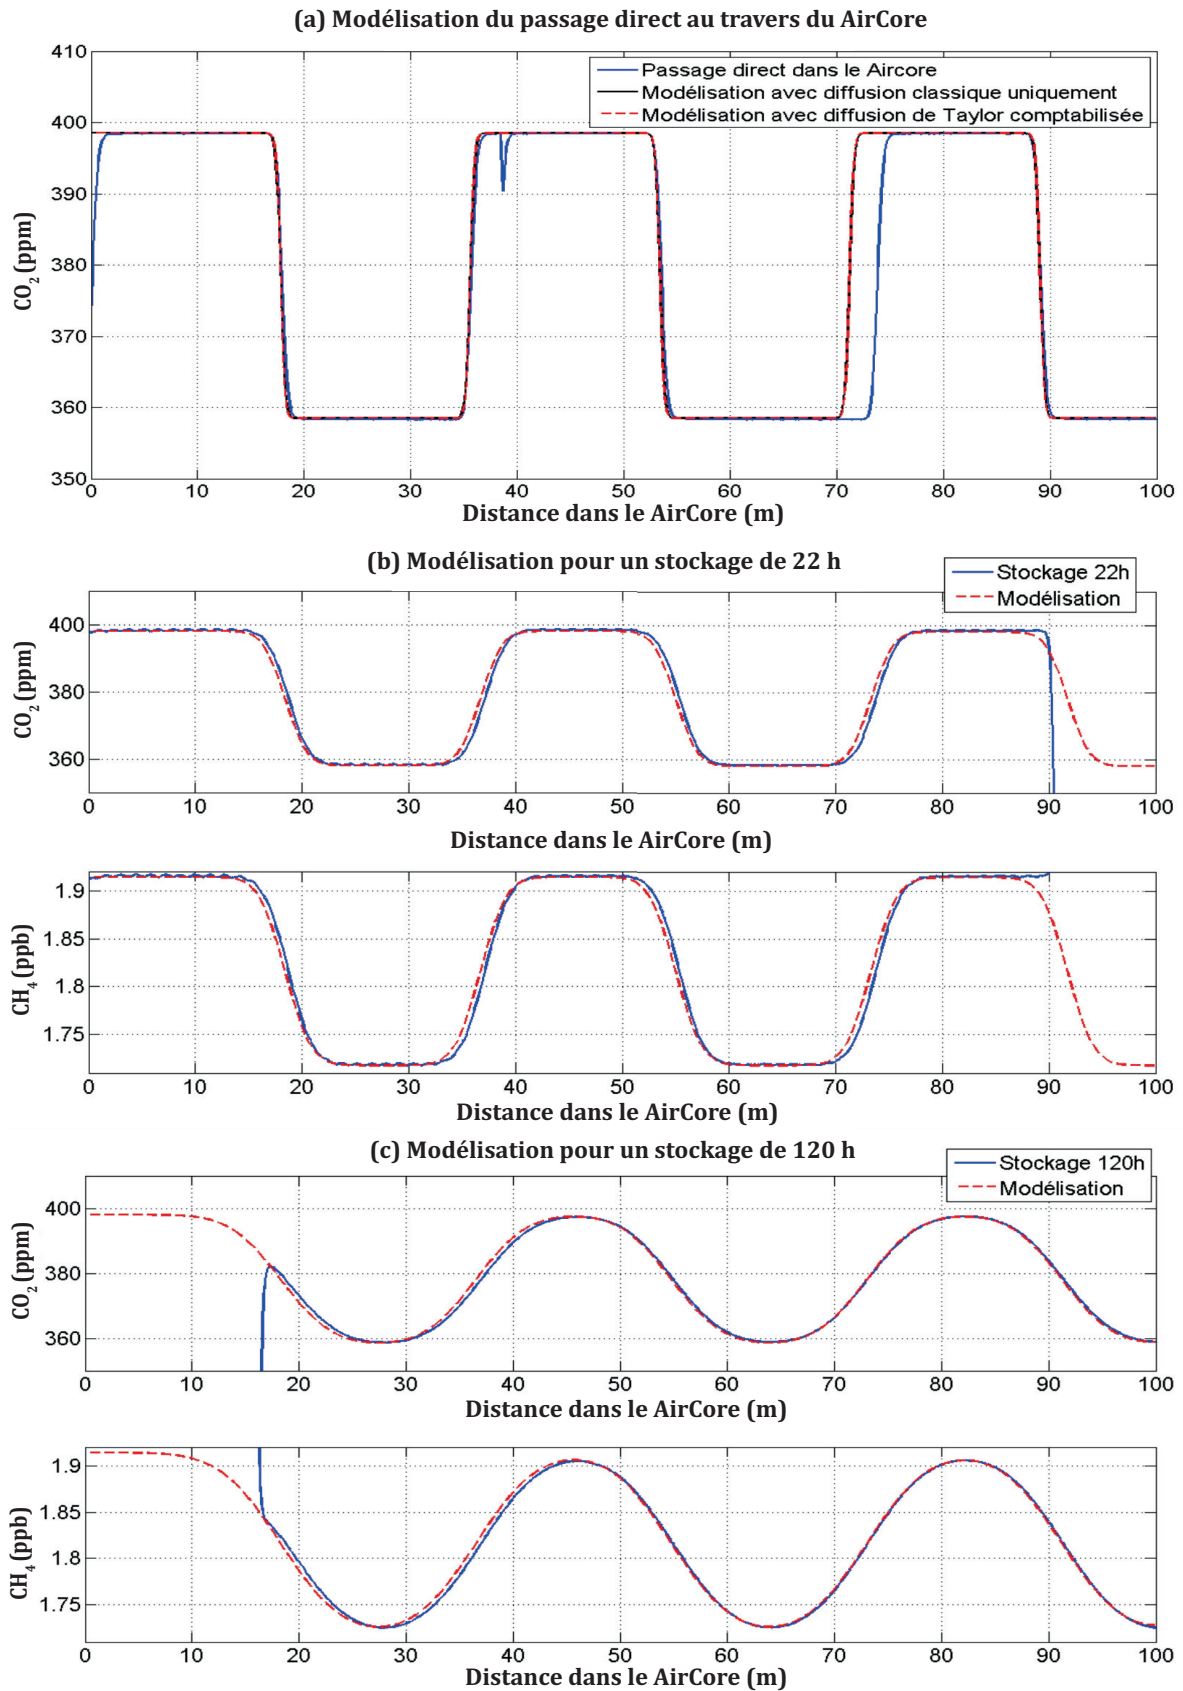 (a) Modélisation du passage direct au travers du AirCore
410
400
390
380
370
360
350
CO2 (ppm)
Passage direct dans le Aircore
Modélisation avec diffusion classique uniquement
Modélisation avec diffusion de Taylor comptabilisée
0 10 20 30 40 50 60 70 80 90 100
Distance dans le AirCore (m)
(b) Modélisation pour un stockage de 22 h
Stockage 22h
Modélisation
400
380
360
CO2 (ppm)
0 10 20 30 40 50 60 70 80 90 100
Distance dans le AirCore (m)
1.9
1.85
1.8
1.75
CH4 (ppb)
0 10 20 30 40 50 60 70 80 90 100
Distance dans le AirCore (m)
(c) Modélisation pour un stockage de 120 h
Stockage 120h
Modélisation
400
380
360
CO2 (ppm)
0 10 20 30 40 50 60 70 80 90 100
Distance dans le AirCore (m)
1.9
1.85
1.8
1.75
CH4 (ppb)
0 10 20 30 40 50 60 70 80 90 100
Distance dans le AirCore (m)